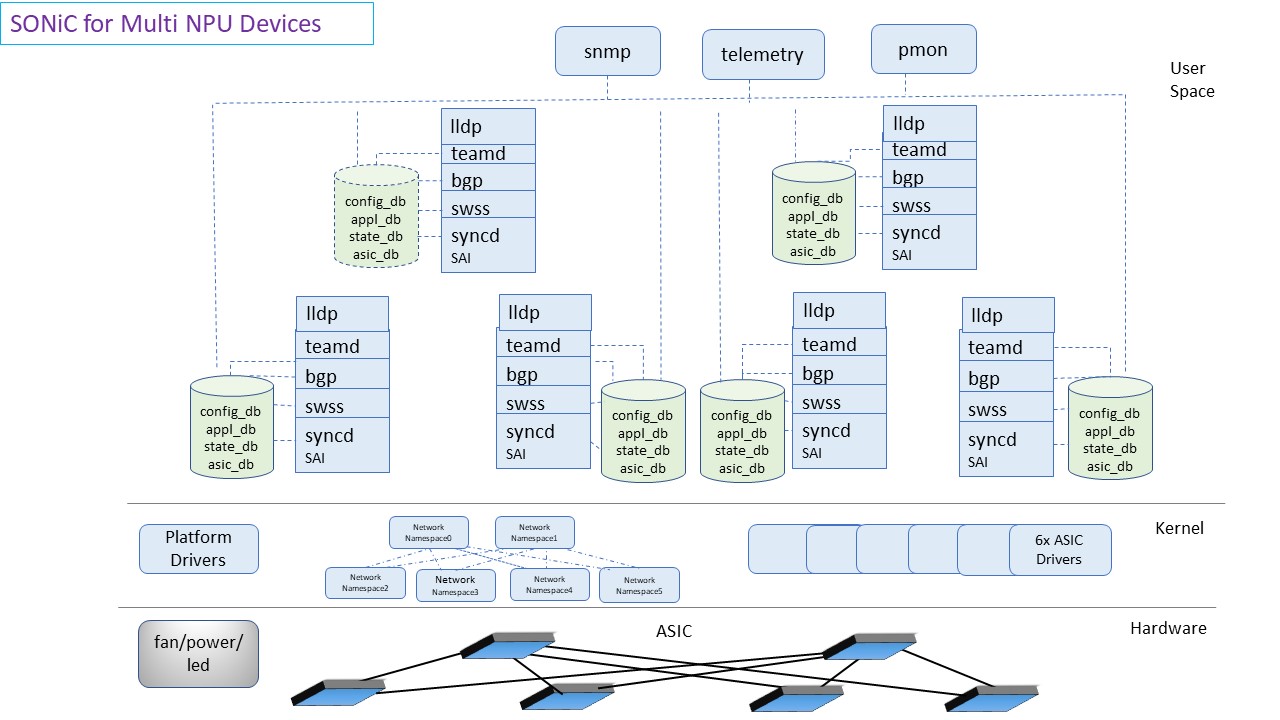 SONiC for Multi NPU Devices
snmp
telemetry
pmon
User
Space
lldp
teamd
bgp
swss
syncd
SAI
config_db
appl_db
state_db
asic_db
lldp
teamd
bgp
swss
syncd
SAI
config_db
appl_db
state_db
asic_db
lldp
teamd
bgp
swss
syncd
SAI
config_db
appl_db
state_db
asic_db
lldp
teamd
bgp
swss
syncd
SAI
config_db
appl_db
state_db
asic_db
lldp
teamd
bgp
swss
syncd
SAI
config_db
appl_db
state_db
asic_db
lldp
teamd
bgp
swss
syncd
SAI
config_db
appl_db
state_db
asic_db
Kernel
Platform
Drivers
Network
Namespace0
Network
Namespace1
Network
Namespace2
Network
Namespace3
Network
Namespace4
Network
Namespace5
6x ASIC
Drivers
Hardware
fan/power/
led
ASIC